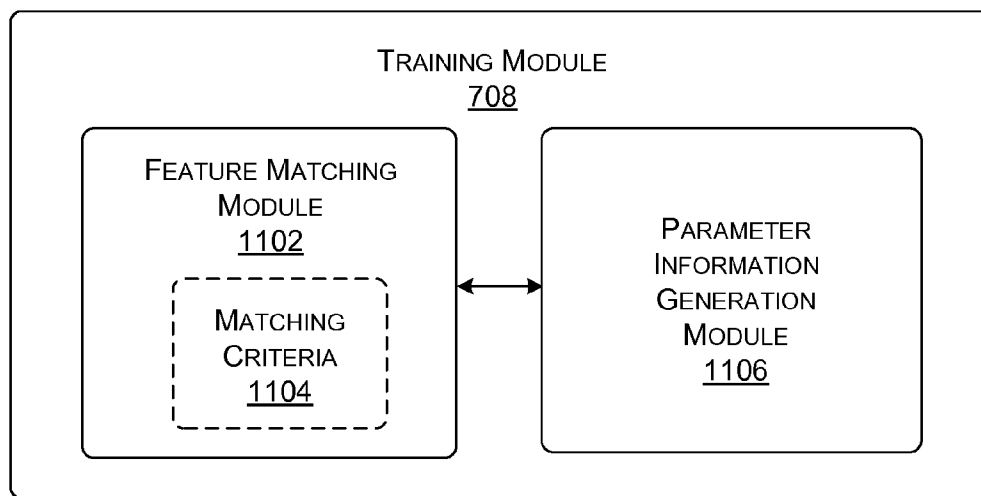 TRAINING MODULE
708
FEATURE MATCHING
MODULE
1102
MATCHING
CRITERIA
1104
PARAMETER
INFORMATION
GENERATION
MODULE
1106